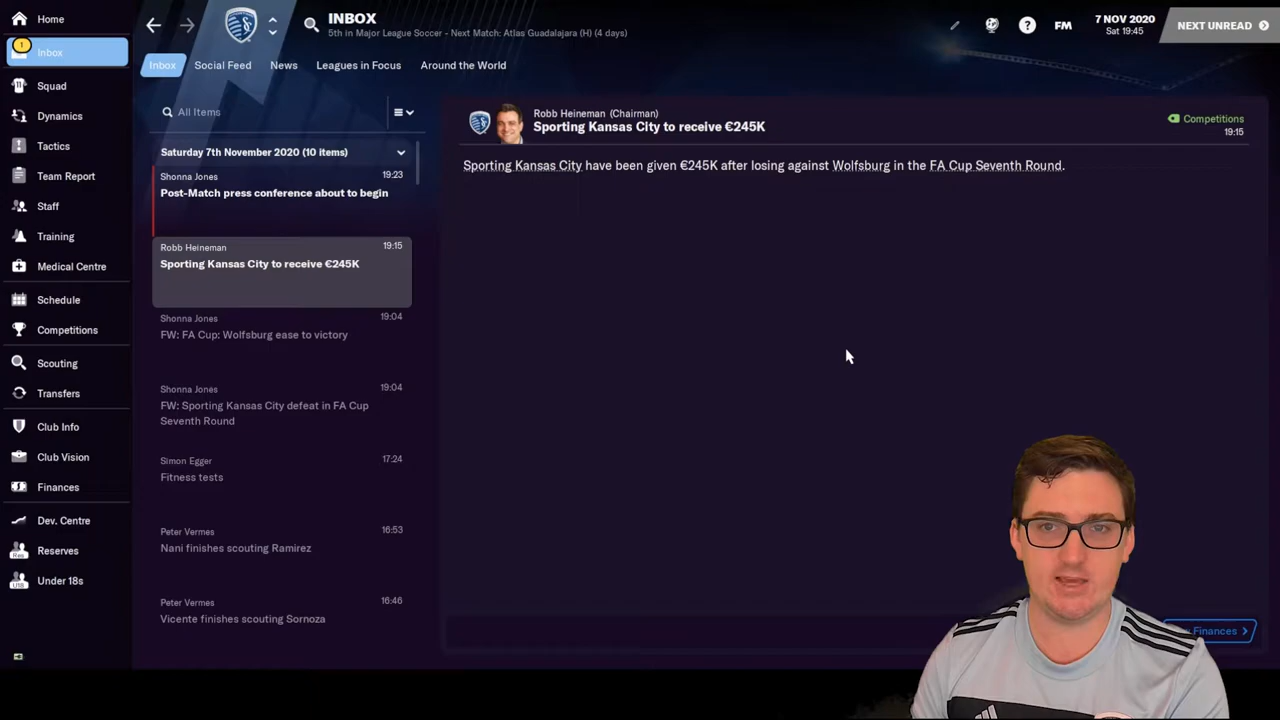 Home
INBOX
5th in Major League Soccer - Next Match: Atlas Guadalajara (H) (4 days)
FM
7 NOV 2020
Sat 19:45
NEXT UNREAD
1
Inbox
Squad
Dynamics
Tactics
Team Report
Staff
Training
Medical Centre
Schedule
Competitions
Scouting
Transfers
Club Info
Club Vision
Finances
Dev. Centre
Reserves
Under 18s
Inbox
Social Feed
News
Leagues in Focus
Around the World
All Items
Saturday 7th November 2020 (10 items)
Shonna Jones 19:23
Post-Match press conference about to begin
Robb Heineman 19:15
Sporting Kansas City to receive €245K
Shonna Jones 19:04
FW: FA Cup: Wolfsburg ease to victory
Shonna Jones 19:04
FW: Sporting Kansas City defeat in FA Cup
Seventh Round
Simon Egger 17:24
Fitness tests
Peter Vermes 16:53
Nani finishes scouting Ramirez
Peter Vermes 16:46
Vicente finishes scouting Sornoza
Robb Heineman (Chairman)
Sporting Kansas City to receive €245K
Competitions
19:15
Sporting Kansas City have been given €245K after losing against Wolfsburg in the FA Cup Seventh Round.
Finances